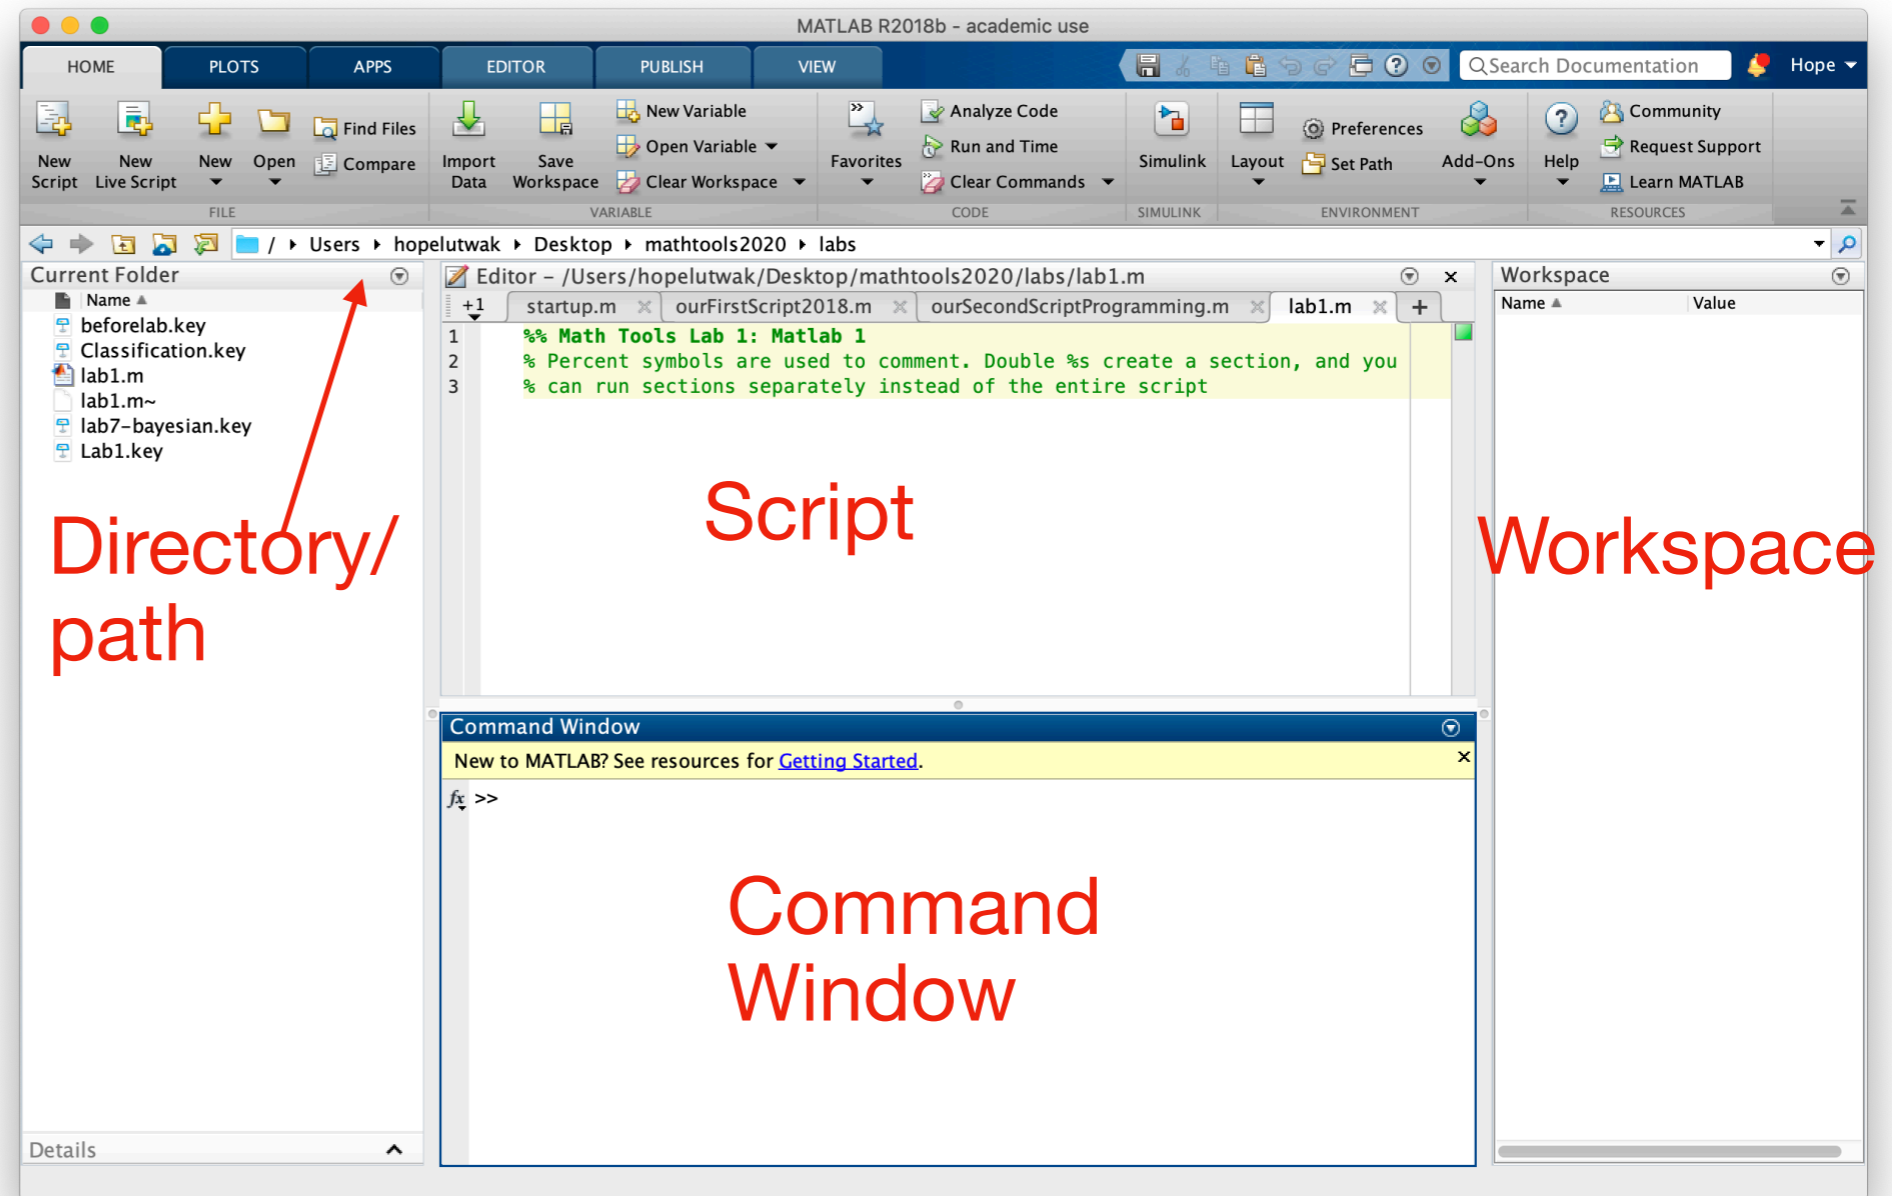 MATLAB R2018b - academic use
HOME PLOTS APPS EDITOR PUBLISH VIEW Search Documentation Hope
New Script
New Live Script
New
Open
Find Files
Compare
FILE
Import Data
Save Workspace
New Variable
Open Variable
Clear Workspace
VARIABLE
Favorites
Analyze Code
Run and Time
Clear Commands
CODE
Simulink
SIMULINK
Layout
Preferences
Set Path
Add-Ons
ENVIRONMENT
Help
Community
Request Support
Learn MATLAB
RESOURCES
/ Users hopelutwak Desktop mathtools2020 labs
Current Folder
Name
beforelab.key
Classification.key
lab1.m
lab1.m~
lab7-bayesian.key
Lab1.key
Directory/
path
Details
Editor - /Users/hopelutwak/Desktop/mathtools2020/labs/lab1.m
+1 startup.m ourFirstScript2018.m ourSecondScriptProgramming.m lab1.m +
1 %% Math Tools Lab 1: Matlab 1
2 % Percent symbols are used to comment. Double %s create a section, and you
3 % can run sections separately instead of the entire script
Script
Command Window
New to MATLAB? See resources for Getting Started.
fx >>
Command
Window
Workspace
Name Value
Workspace